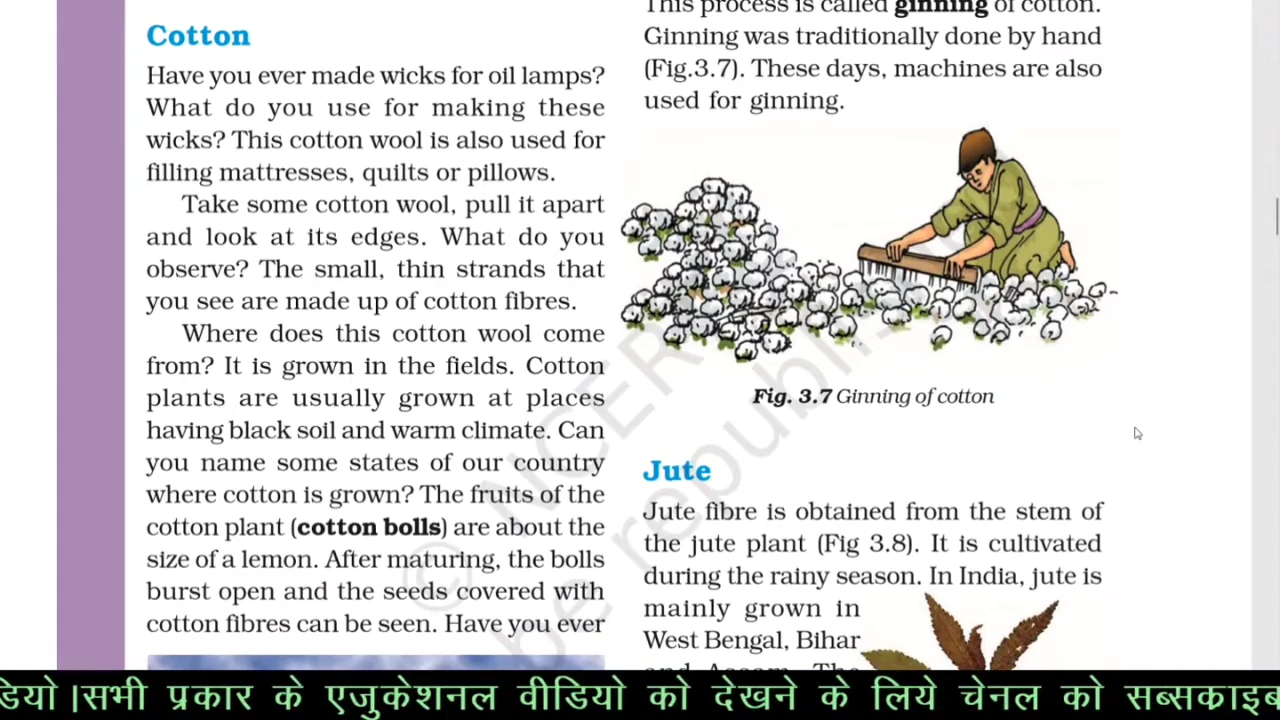 Cotton
Have you ever made wicks for oil lamps?
What do you use for making these
wicks? This cotton wool is also used for
filling mattresses, quilts or pillows.
Take some cotton wool, pull it apart
and look at its edges. What do you
observe? The small, thin strands that
you see are made up of cotton fibres.
Where does this cotton wool come
from? It is grown in the fields. Cotton
plants are usually grown at places
having black soil and warm climate. Can
you name some states of our country
where cotton is grown? The fruits of the
cotton plant (cotton bolls) are about the
size of a lemon. After maturing, the bolls
burst open and the seeds covered with
cotton fibres can be seen. Have you ever
This process is called ginning of cotton.
Ginning was traditionally done by hand
(Fig.3.7). These days, machines are also
used for ginning.
Fig. 3.7 Ginning of cotton
Jute
Jute fibre is obtained from the stem of
the jute plant (Fig 3.8). It is cultivated
during the rainy season. In India, jute is
mainly grown in
West Bengal, Bihar
and Assam. The
© NCER
be republi
डियो |सभी प्रकार के एजुकेशनल वीडियो को देखने के लिये चेनल को सब्सक्राइब